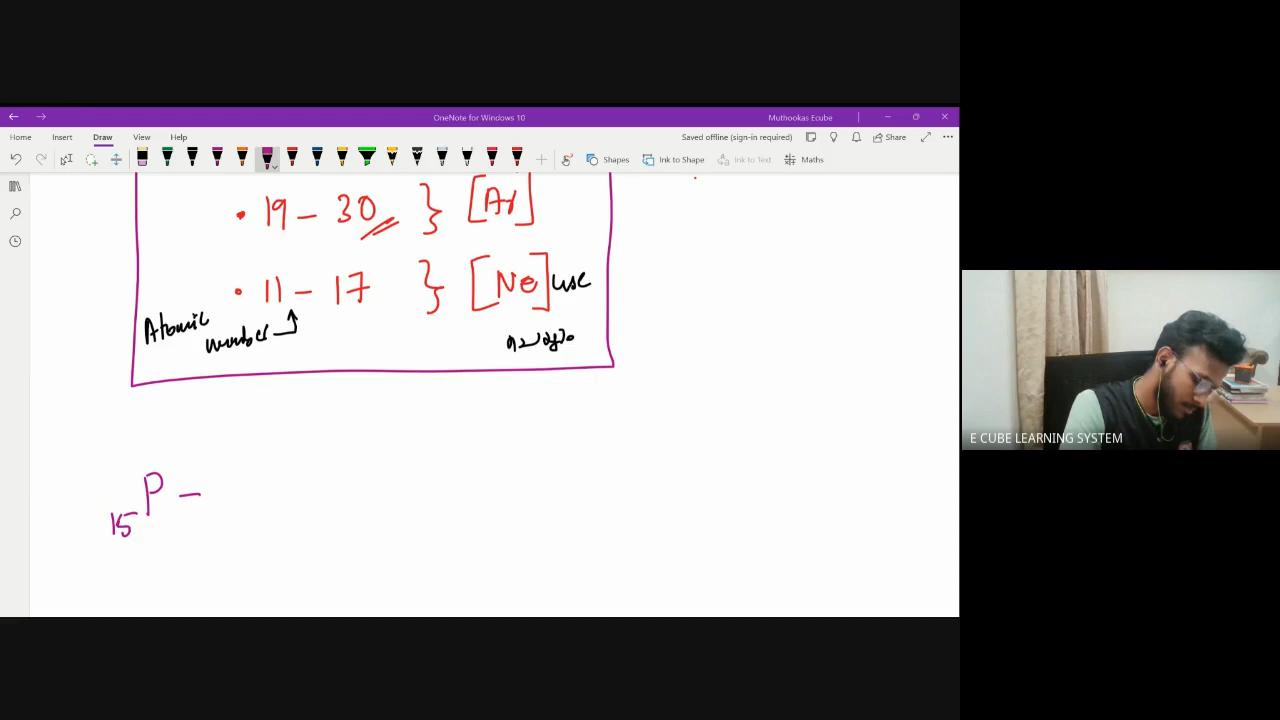 OneNote for Windows 10
Muthookas Ecube
Home Insert Draw View Help
Saved offline (sign-in required)
Share
Shapes
Ink to Shape
Ink to Text
Maths
• 19 – 30 } [Ar]
• 11 – 17 } [Ne] use
Atomic
number
15 P –
E CUBE LEARNING SYSTEM